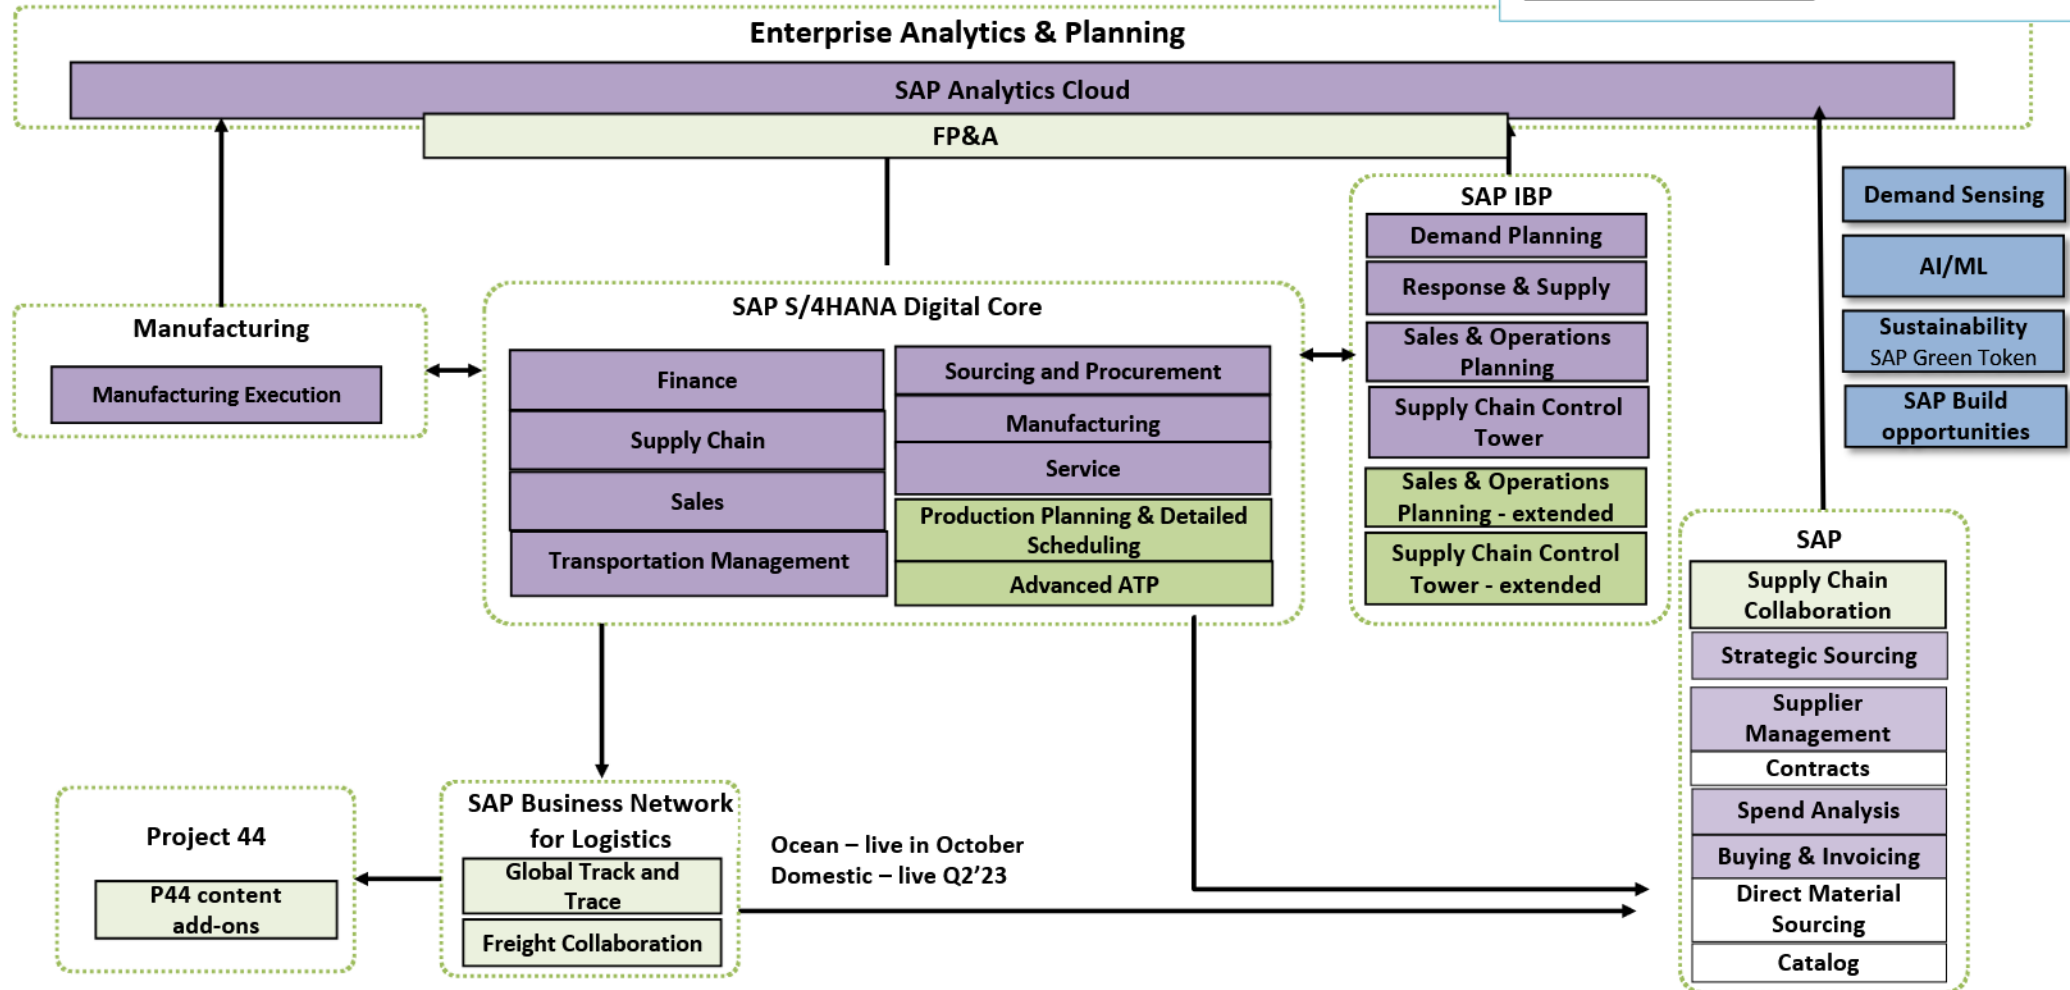 Enterprise Analytics & Planning
SAP Analytics Cloud
FP&A
Manufacturing
Manufacturing Execution
SAP S/4HANA Digital Core
Finance
Supply Chain
Sales
Transportation Management
Sourcing and Procurement
Manufacturing
Service
Production Planning & Detailed
Scheduling
Advanced ATP
SAP IBP
Demand Planning
Response & Supply
Sales & Operations
Planning
Supply Chain Control
Tower
Sales & Operations
Planning - extended
Supply Chain Control
Tower - extended
Demand Sensing
AI/ML
Sustainability
SAP Green Token
SAP Build
opportunities
SAP
Supply Chain
Collaboration
Strategic Sourcing
Supplier
Management
Contracts
Spend Analysis
Buying & Invoicing
Direct Material
Sourcing
Catalog
Project 44
P44 content
add-ons
SAP Business Network
for Logistics
Global Track and
Trace
Freight Collaboration
Ocean – live in October
Domestic – live Q2’23